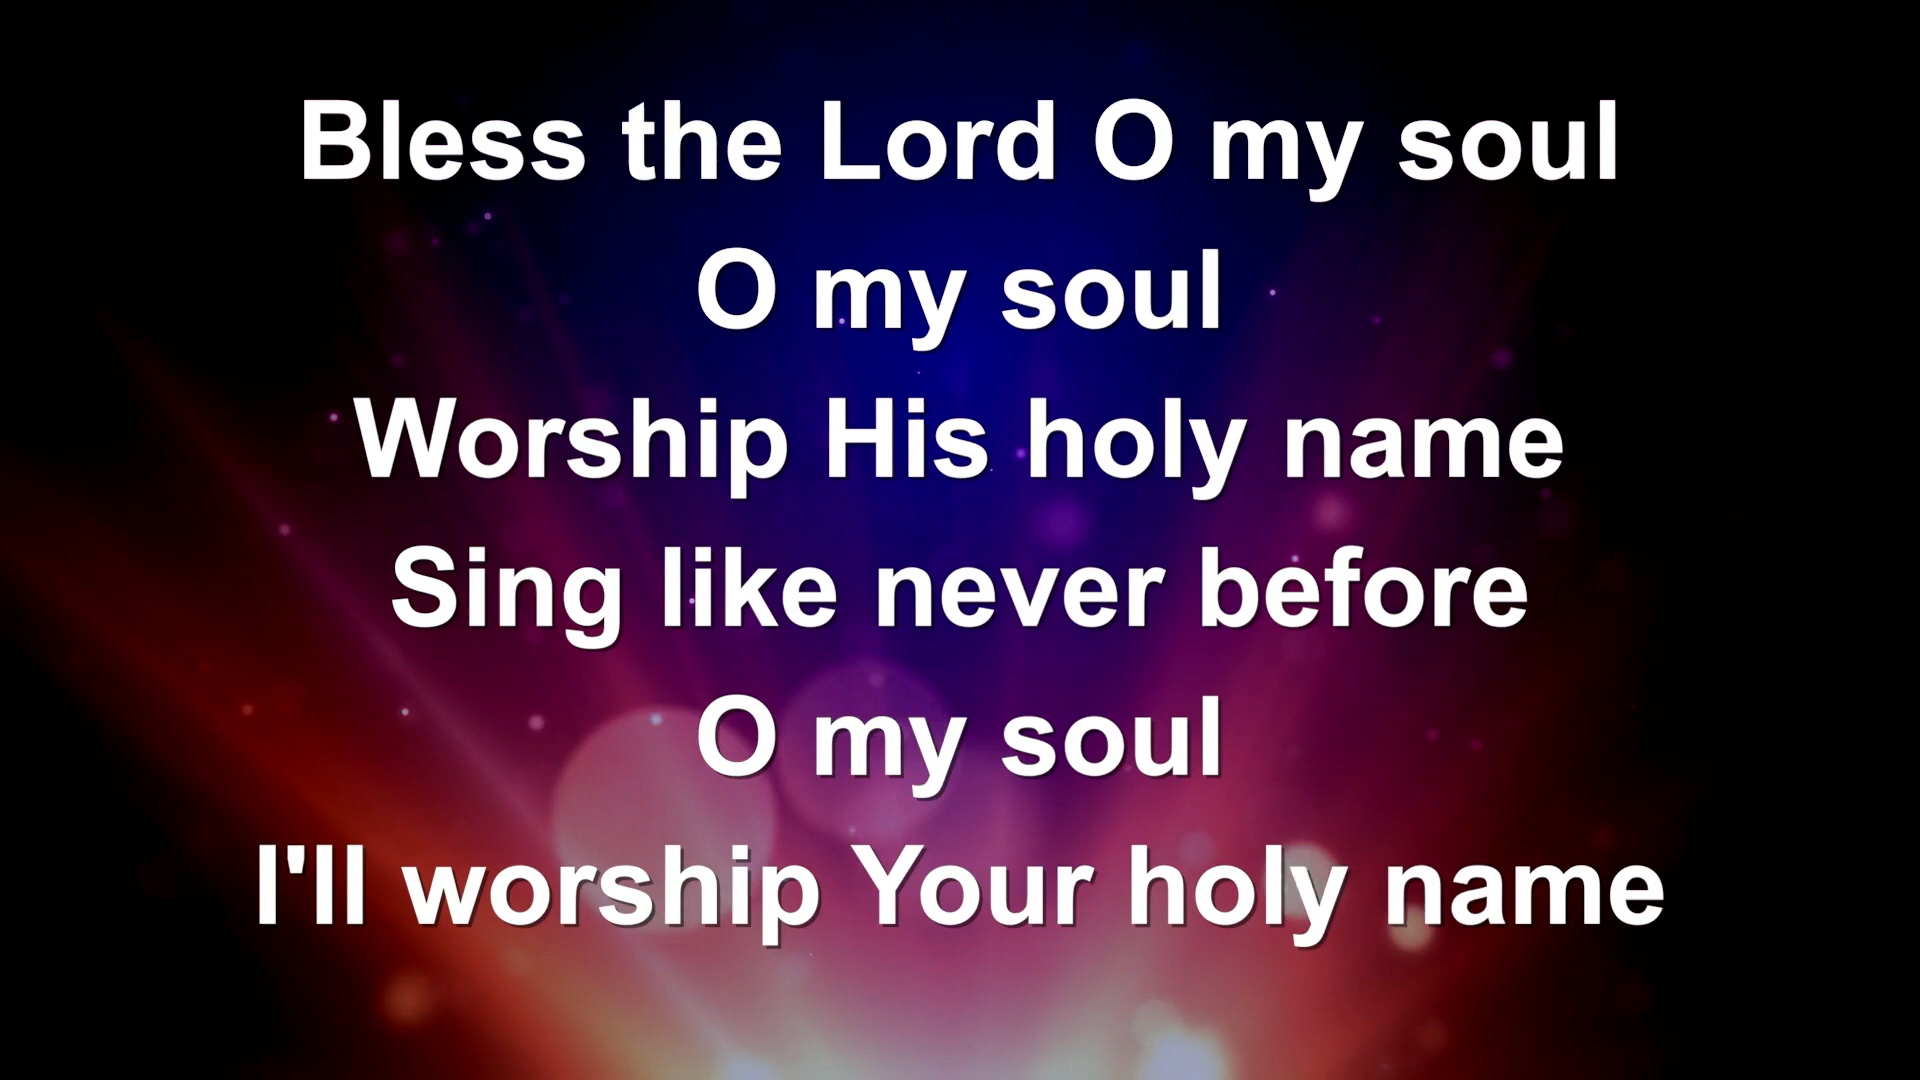 Bless the Lord O my soul
O my soul
Worship His holy name
Sing like never before
O my soul
I'll worship Your holy name